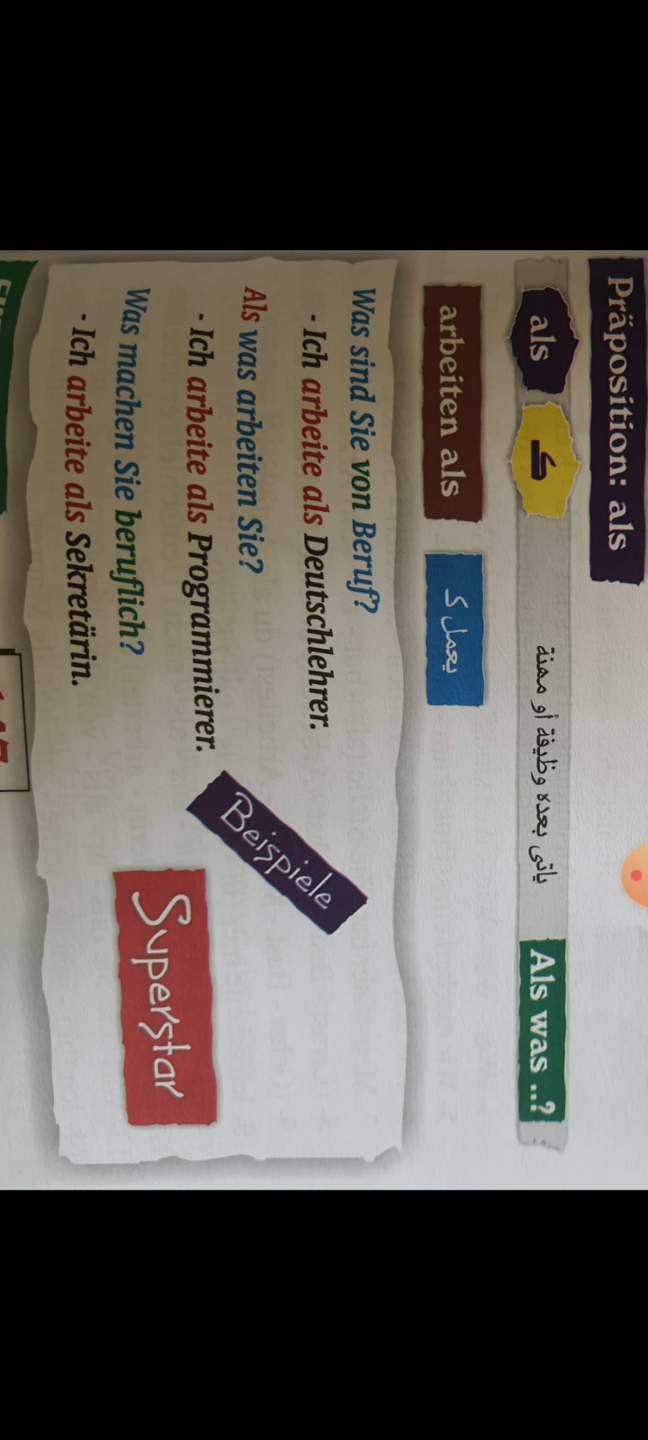 Präposition: als
als كـ يأتى بعده وظيفة أو مهنة Als was ..?
arbeiten als يعمل كـ
Was sind Sie von Beruf?
- Ich arbeite als Deutschlehrer.
Als was arbeiten Sie?
- Ich arbeite als Programmierer.
Was machen Sie beruflich?
- Ich arbeite als Sekretärin.
Beispiele
Superstar